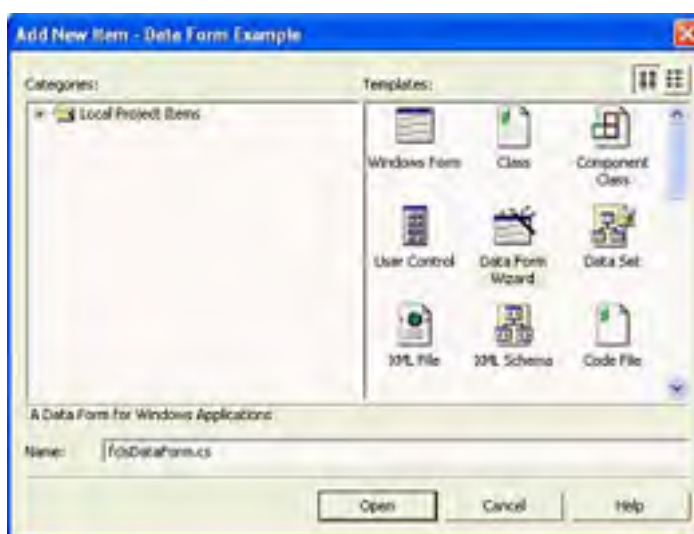 Add New Item - Data Form Example
Categories:
Templates:
Local Project Items
Windows Form
Class
Component Class
User Control
Data Form Wizard
Data Set
XML File
XML Schema
Code File
A Data Form for Windows Applications
Name:
fclsDataForm.cs
Open
Cancel
Help